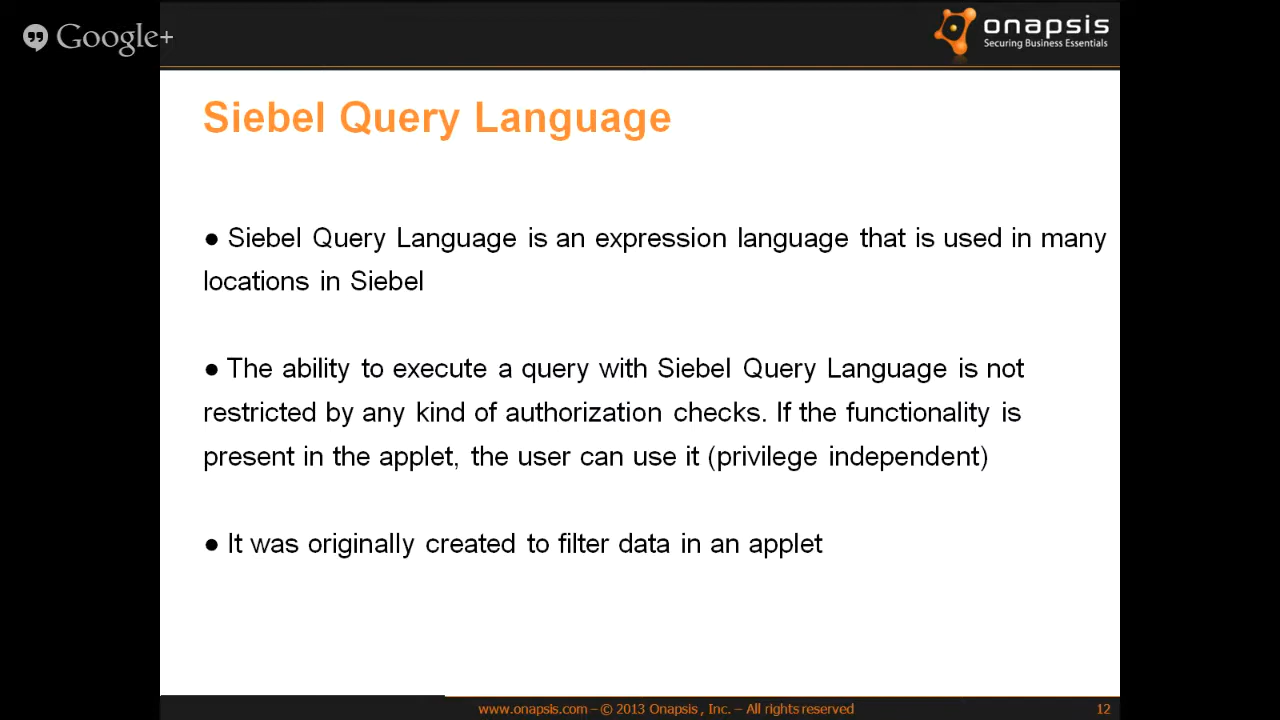 Google+
onapsis
Securing Business Essentials
Siebel Query Language
● Siebel Query Language is an expression language that is used in many
locations in Siebel
● The ability to execute a query with Siebel Query Language is not
restricted by any kind of authorization checks. If the functionality is
present in the applet, the user can use it (privilege independent)
● It was originally created to filter data in an applet
www.onapsis.com – © 2013 Onapsis , Inc. – All rights reserved
12